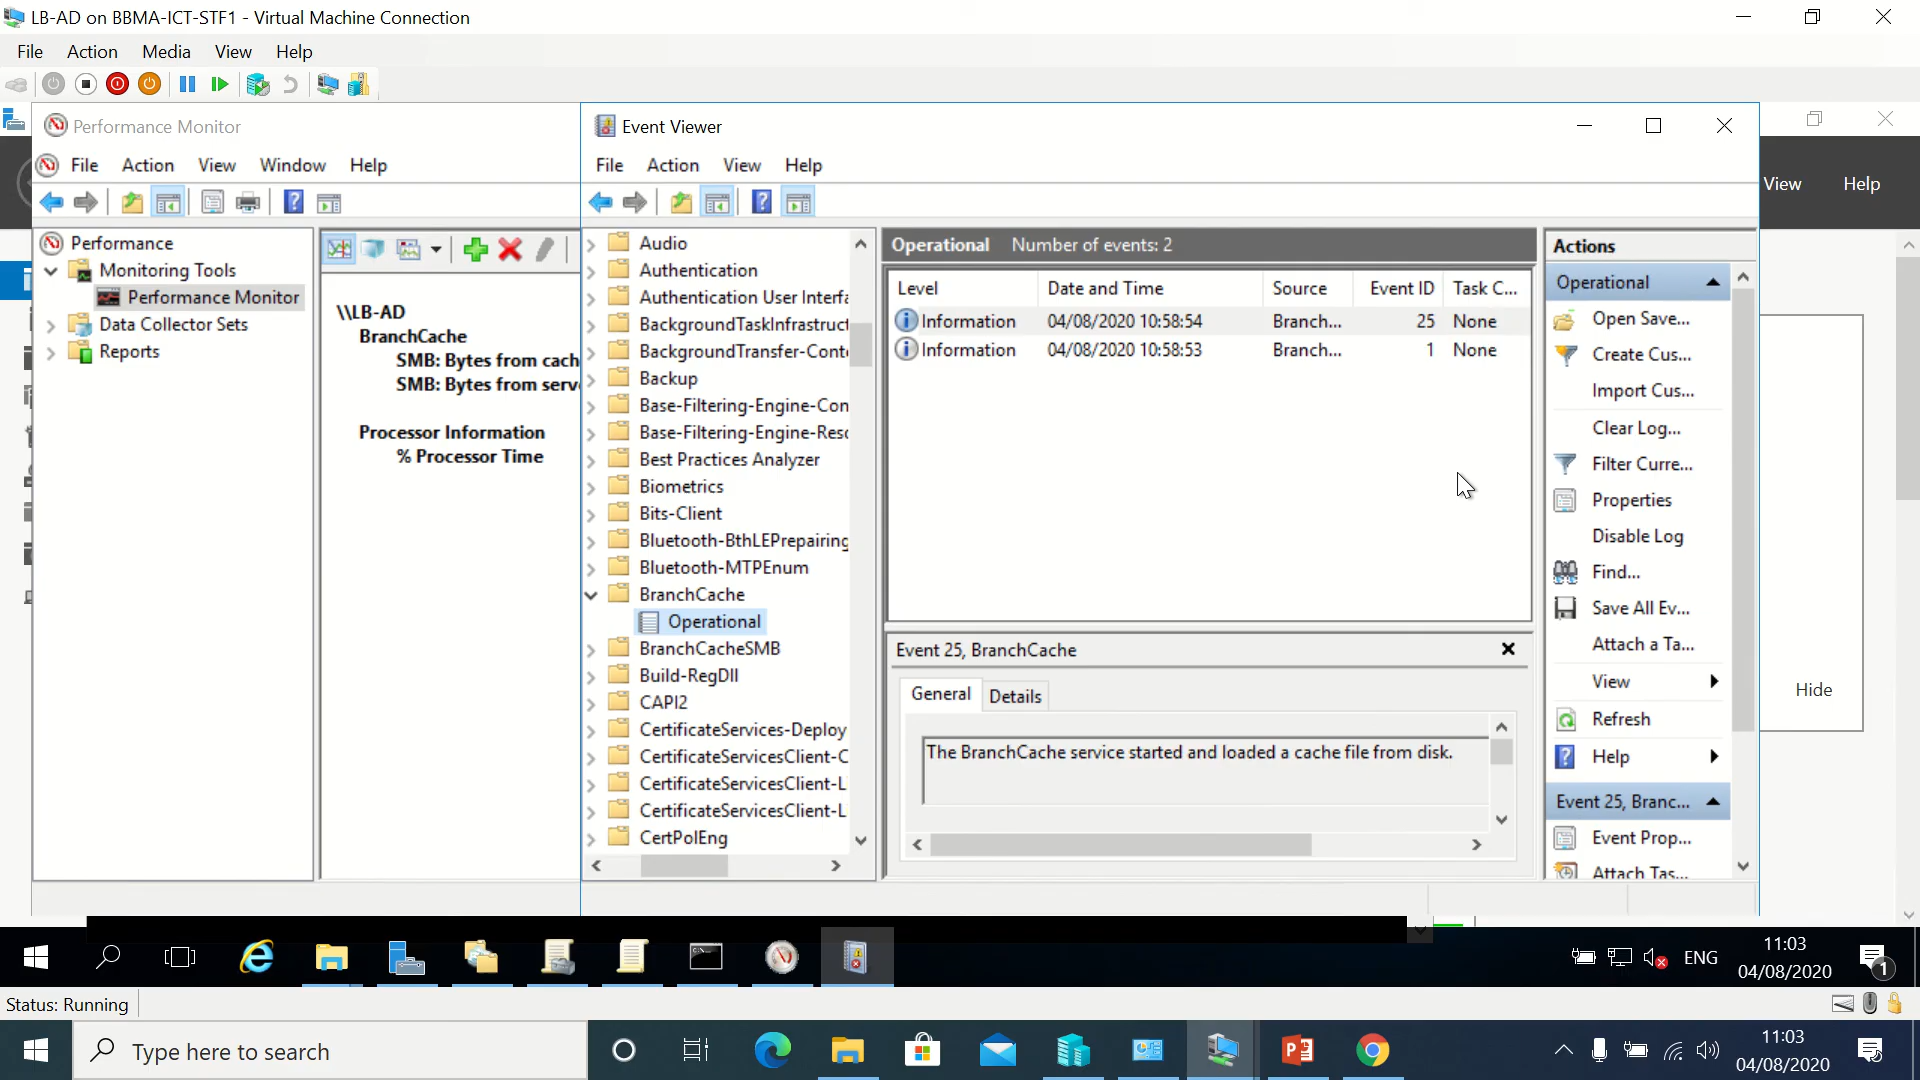 LB-AD on BBMA-ICT-STF1 - Virtual Machine Connection
File Action Media View Help
Performance Monitor
File Action View Window Help
Performance
Monitoring Tools
Performance Monitor
Data Collector Sets
Reports
\\LB-AD
BranchCache
SMB: Bytes from cach
SMB: Bytes from serv
Processor Information
% Processor Time
Event Viewer
File Action View Help
Audio
Authentication
Authentication User Interfa
BackgroundTaskInfrastruct
BackgroundTransfer-Conte
Backup
Base-Filtering-Engine-Con
Base-Filtering-Engine-Reso
Best Practices Analyzer
Biometrics
Bits-Client
Bluetooth-BthLEPrepairing
Bluetooth-MTPEnum
BranchCache
Operational
BranchCacheSMB
Build-RegDll
CAPI2
CertificateServices-Deploy
CertificateServicesClient-C
CertificateServicesClient-L
CertificateServicesClient-L
CertPolEng
Operational Number of events: 2
Level Date and Time Source Event ID Task C...
Information 04/08/2020 10:58:54 Branch... 25 None
Information 04/08/2020 10:58:53 Branch... 1 None
Event 25, BranchCache
General Details
The BranchCache service started and loaded a cache file from disk.
Actions
Operational
Open Save...
Create Cus...
Import Cus...
Clear Log...
Filter Curre...
Properties
Disable Log
Find...
Save All Ev...
Attach a Ta...
View
Refresh
Help
Event 25, Branc...
Event Prop...
Attach Tas...
View Help
Hide
ENG
11:03
04/08/2020
1
Status: Running
Type here to search
11:03
04/08/2020